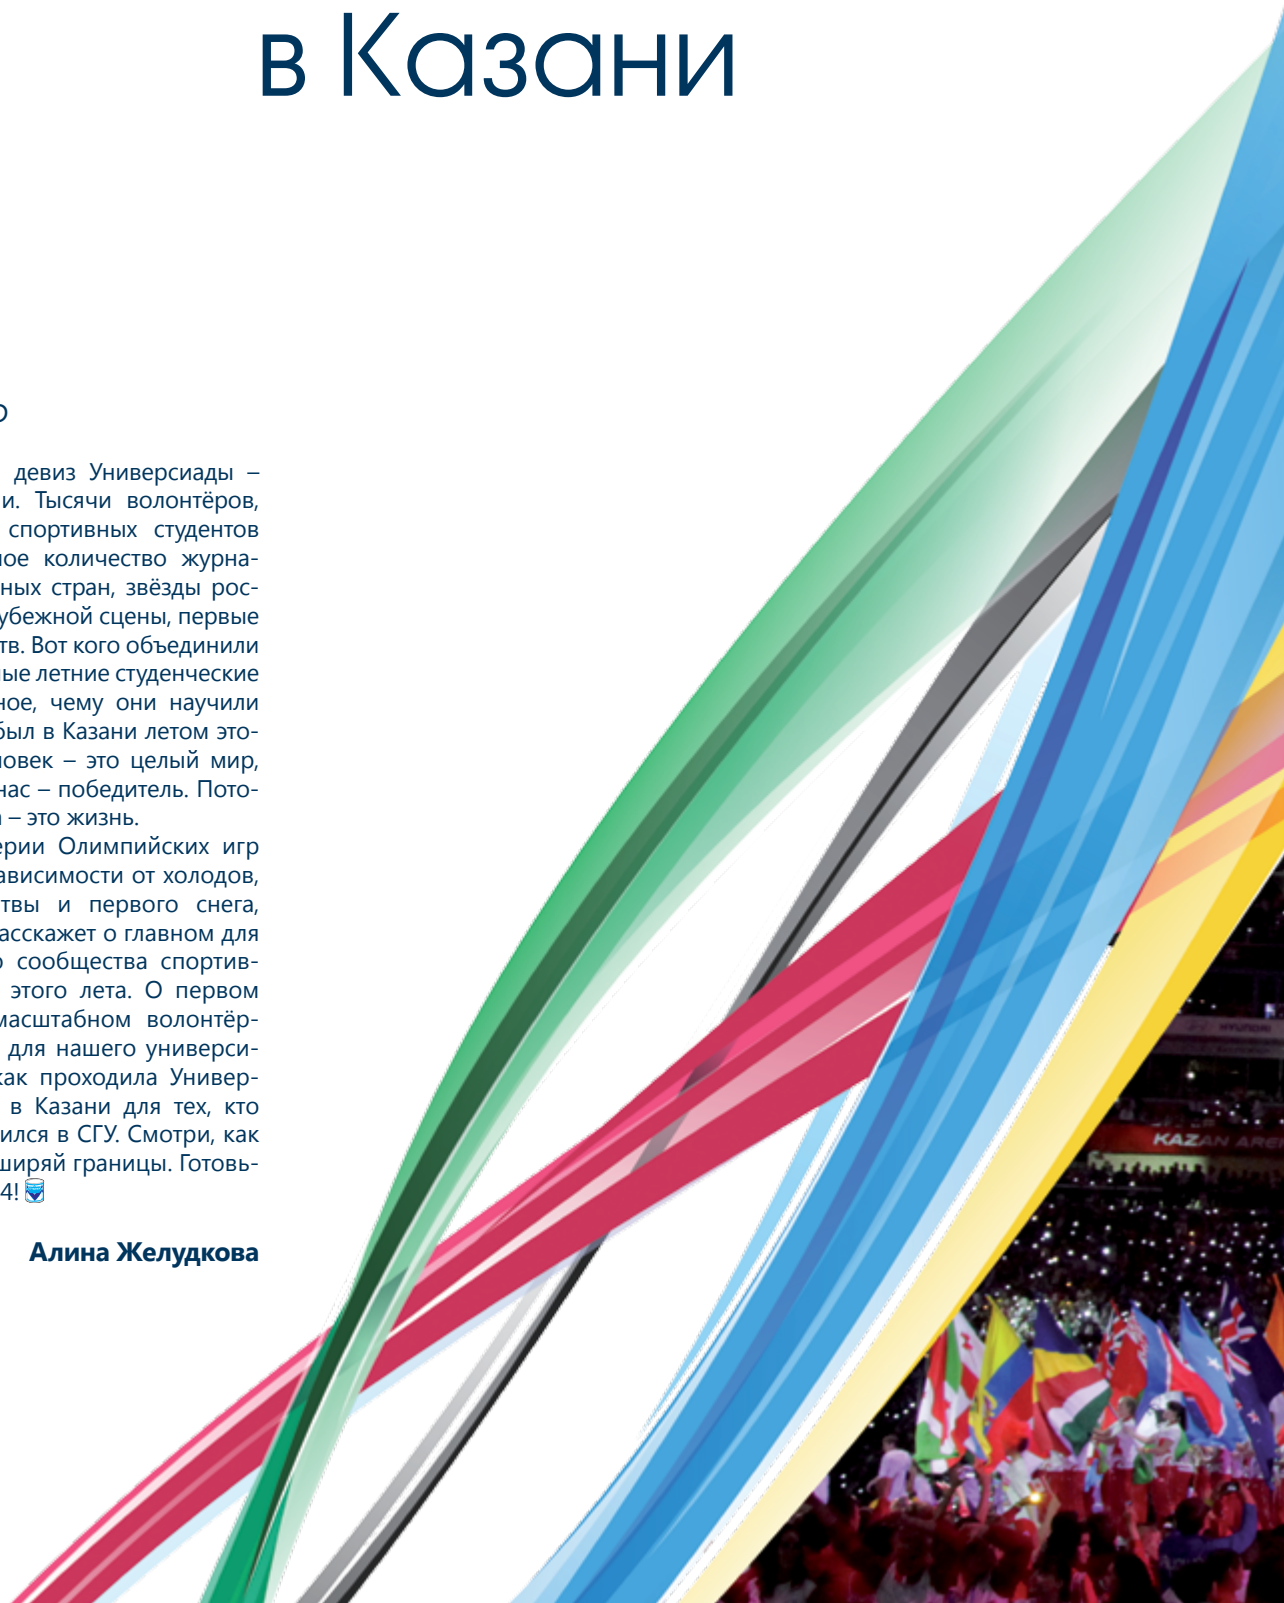 в Казани
девиз Универсиады –
и. Тысячи волонтёров,
спортивных студентов
ное количество журна-
ных стран, звёзды рос-
убежной сцены, первые
тв. Вот кого объединили
ые летние студенческие
ное, чему они научили
был в Казани летом это-
ловек – это целый мир,
нас – победитель. Пото-
а – это жизнь.
ерии Олимпийских игр
ависимости от холодов,
твы и первого снега,
асскажет о главном для
о сообщества спортив-
этого лета. О первом
масштабном волонтёр-
для нашего универси-
как проходила Универ-
в Казани для тех, кто
ился в СГУ. Смотри, как
ширяй границы. Готовь-
4!
Алина Желудкова
HYUNDAI
KAZAN ARE